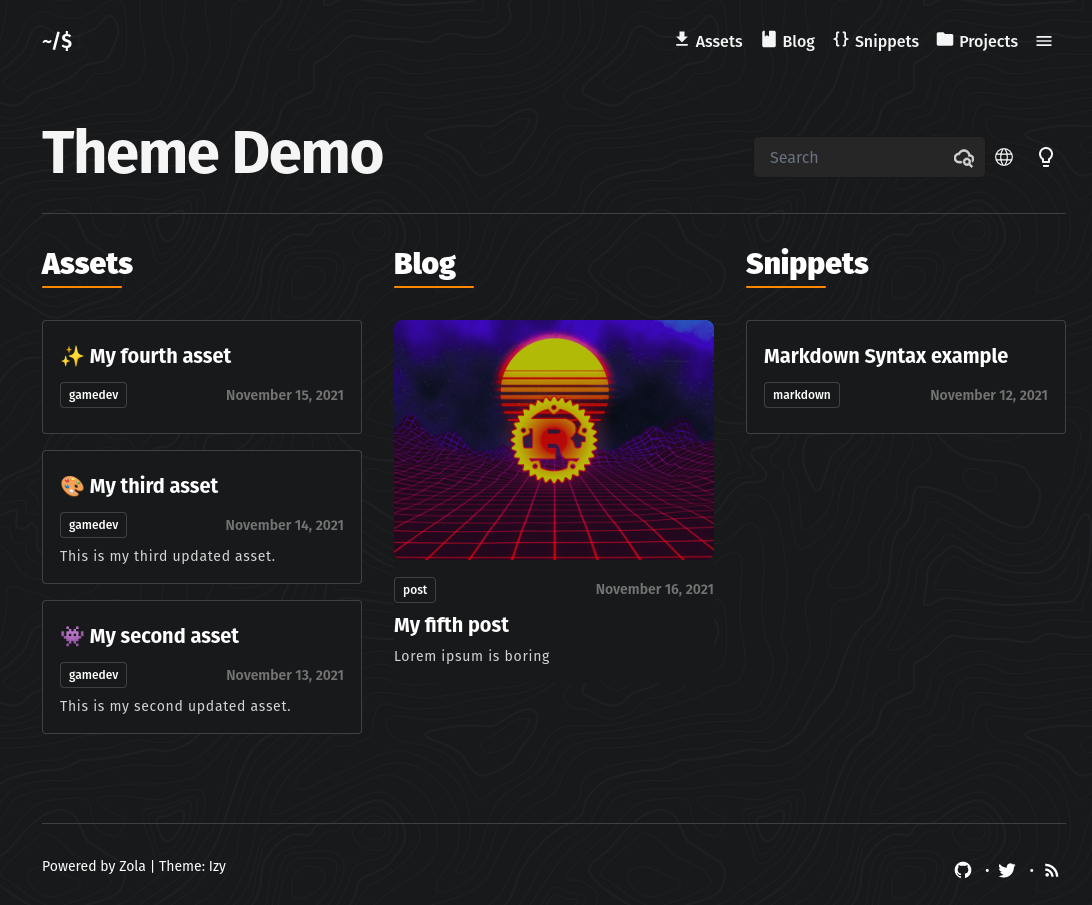 ~/$
Assets
Blog
Snippets
Projects
Theme Demo
Search
Assets
✨ My fourth asset
gamedev
November 15, 2021
🎨 My third asset
gamedev
November 14, 2021
This is my third updated asset.
👾 My second asset
gamedev
November 13, 2021
This is my second updated asset.
Blog
R
post
November 16, 2021
My fifth post
Lorem ipsum is boring
Snippets
Markdown Syntax example
markdown
November 12, 2021
Powered by Zola | Theme: Izy